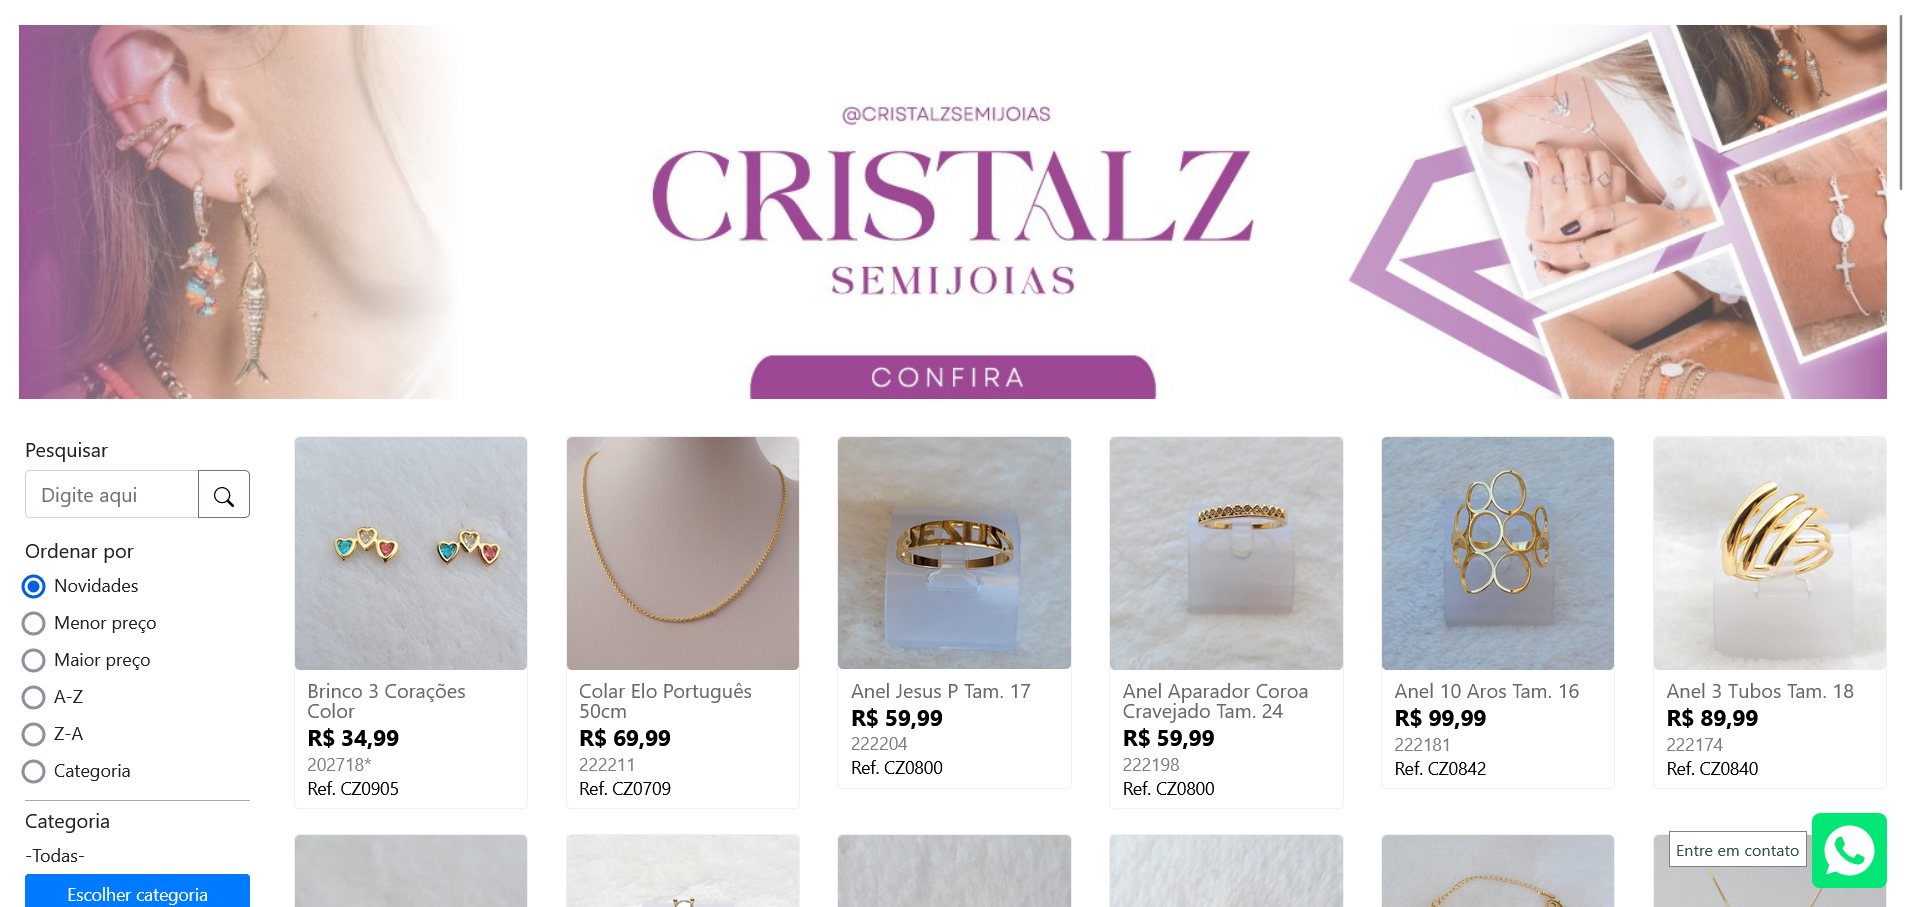 @CRISTALZSEMIJOIAS
CRISTALZ
SEMIJOIAS
CONFIRA
Pesquisar
Digite aqui
Ordenar por
Novidades
Menor preço
Maior preço
A-Z
Z-A
Categoria
Categoria
-Todas-
Escolher categoria
Brinco 3 Corações
Color
R$ 34,99
202718*
Ref. CZ0905
Colar Elo Português
50cm
R$ 69,99
222211
Ref. CZ0709
JESUS
Anel Jesus P Tam. 17
R$ 59,99
222204
Ref. CZ0800
Anel Aparador Coroa
Cravejado Tam. 24
R$ 59,99
222198
Ref. CZ0800
Anel 10 Aros Tam. 16
R$ 99,99
222181
Ref. CZ0842
Anel 3 Tubos Tam. 18
R$ 89,99
222174
Ref. CZ0840
Entre em contato